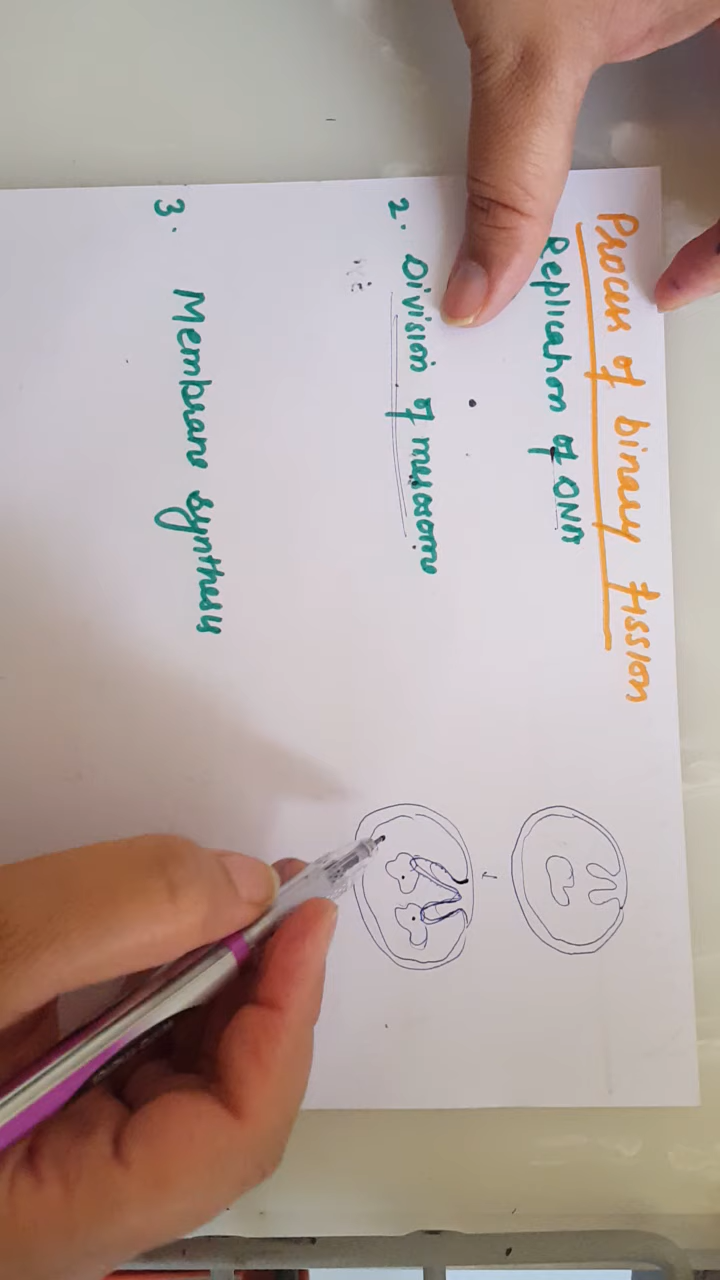 Process of binary Fission
Replication of DNA
2. Division of mesosome
3. Membrane synthesis